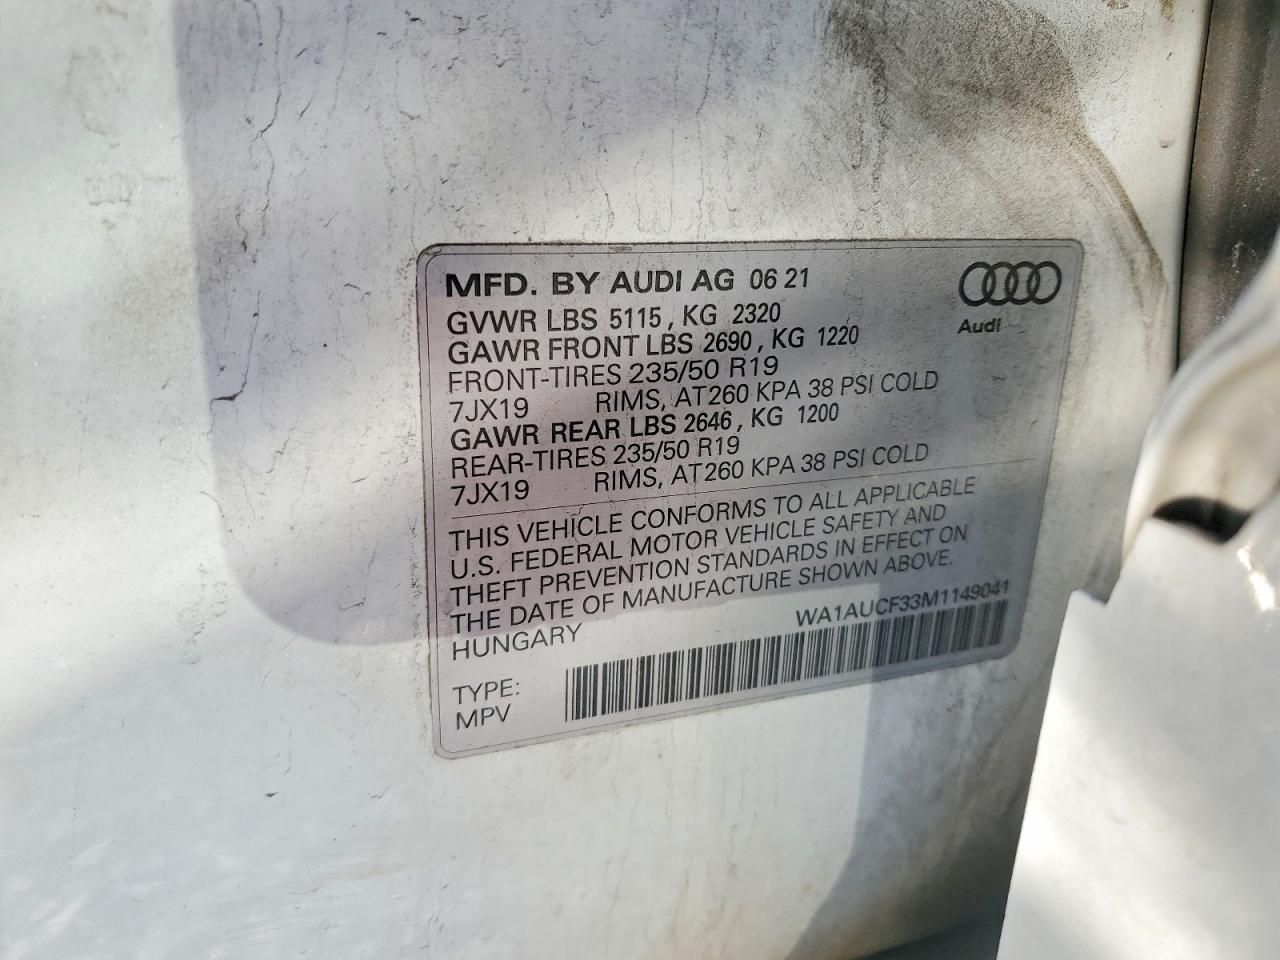 MFD. BY AUDI AG 06 21
GVWR LBS 5115, KG 2320
GAWR FRONT LBS 2690, KG 1220
FRONT-TIRES 235/50 R19
7JX19 RIMS, AT260 KPA 38 PSI COLD
GAWR REAR LBS 2646, KG 1200
REAR-TIRES 235/50 R19
7JX19 RIMS, AT260 KPA 38 PSI COLD
Audi
THIS VEHICLE CONFORMS TO ALL APPLICABLE
U.S. FEDERAL MOTOR VEHICLE SAFETY AND
THEFT PREVENTION STANDARDS IN EFFECT ON
THE DATE OF MANUFACTURE SHOWN ABOVE.
HUNGARY WA1AUCF33M1149041
TYPE:
MPV